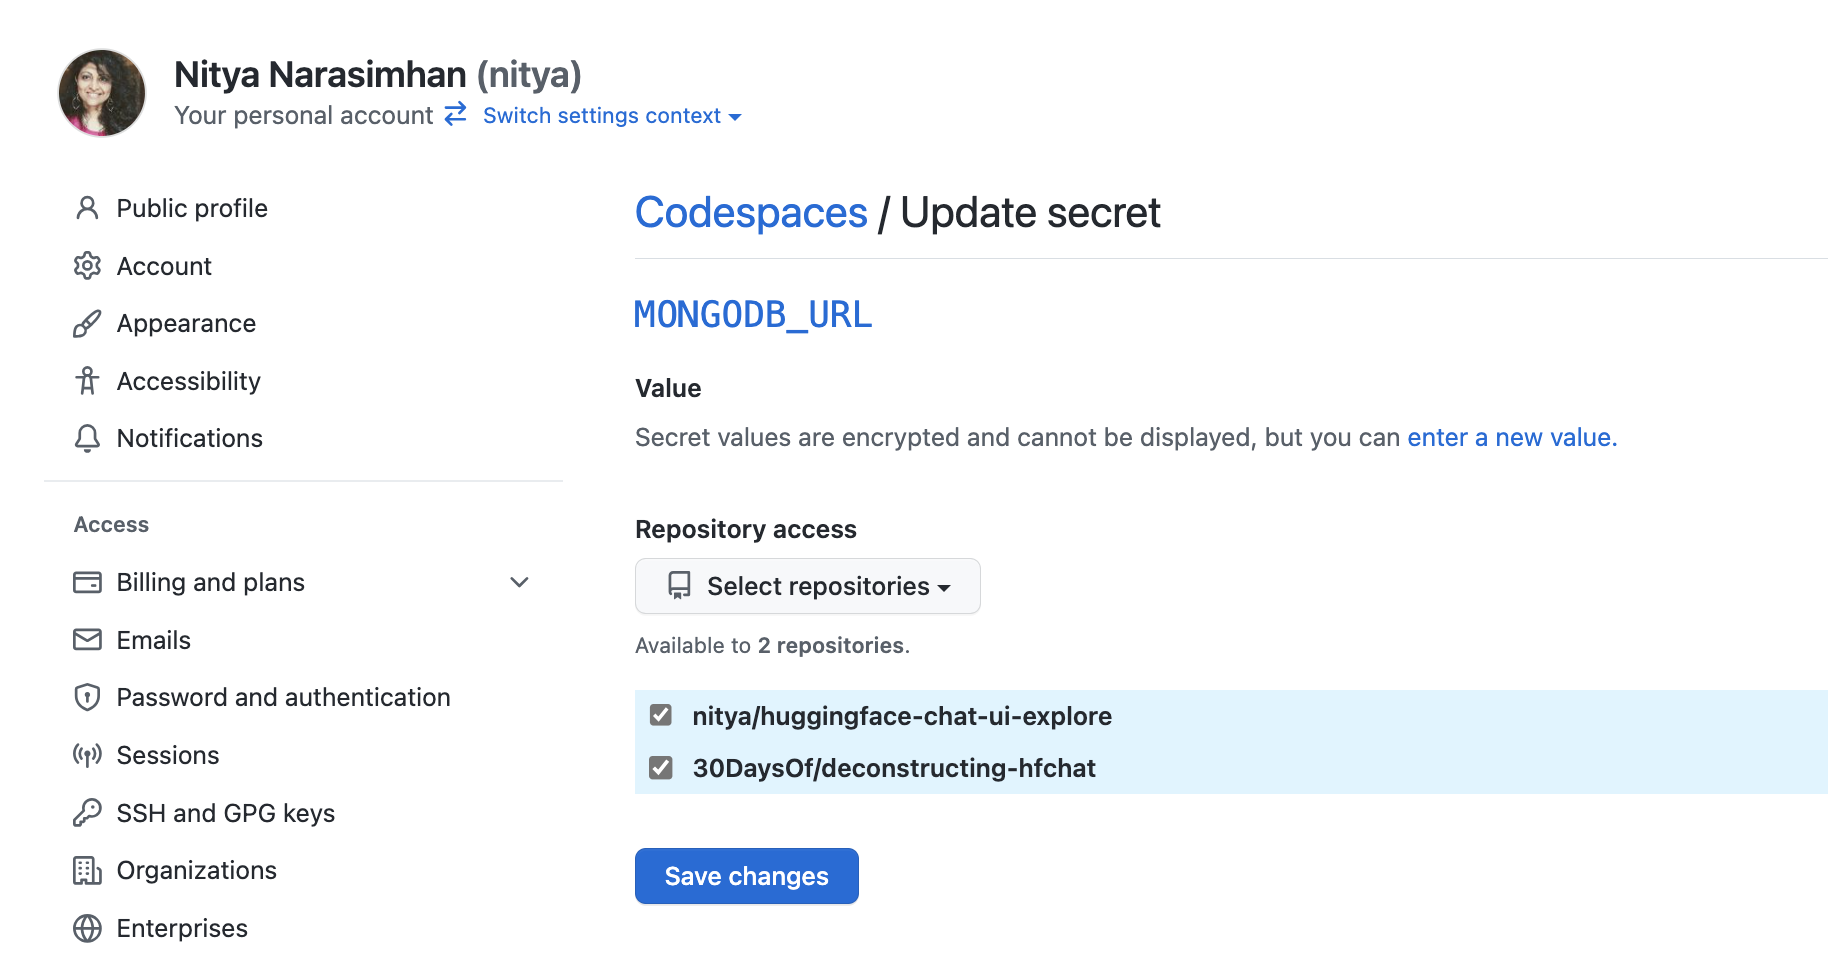 Nitya Narasimhan (nitya)
Your personal account Switch settings context
Public profile
Account
Appearance
Accessibility
Notifications
Access
Billing and plans
Emails
Password and authentication
Sessions
SSH and GPG keys
Organizations
Enterprises
Codespaces / Update secret
MONGODB_URL
Value
Secret values are encrypted and cannot be displayed, but you can enter a new value.
Repository access
Select repositories
Available to 2 repositories.
nitya/huggingface-chat-ui-explore
30DaysOf/deconstructing-hfchat
Save changes